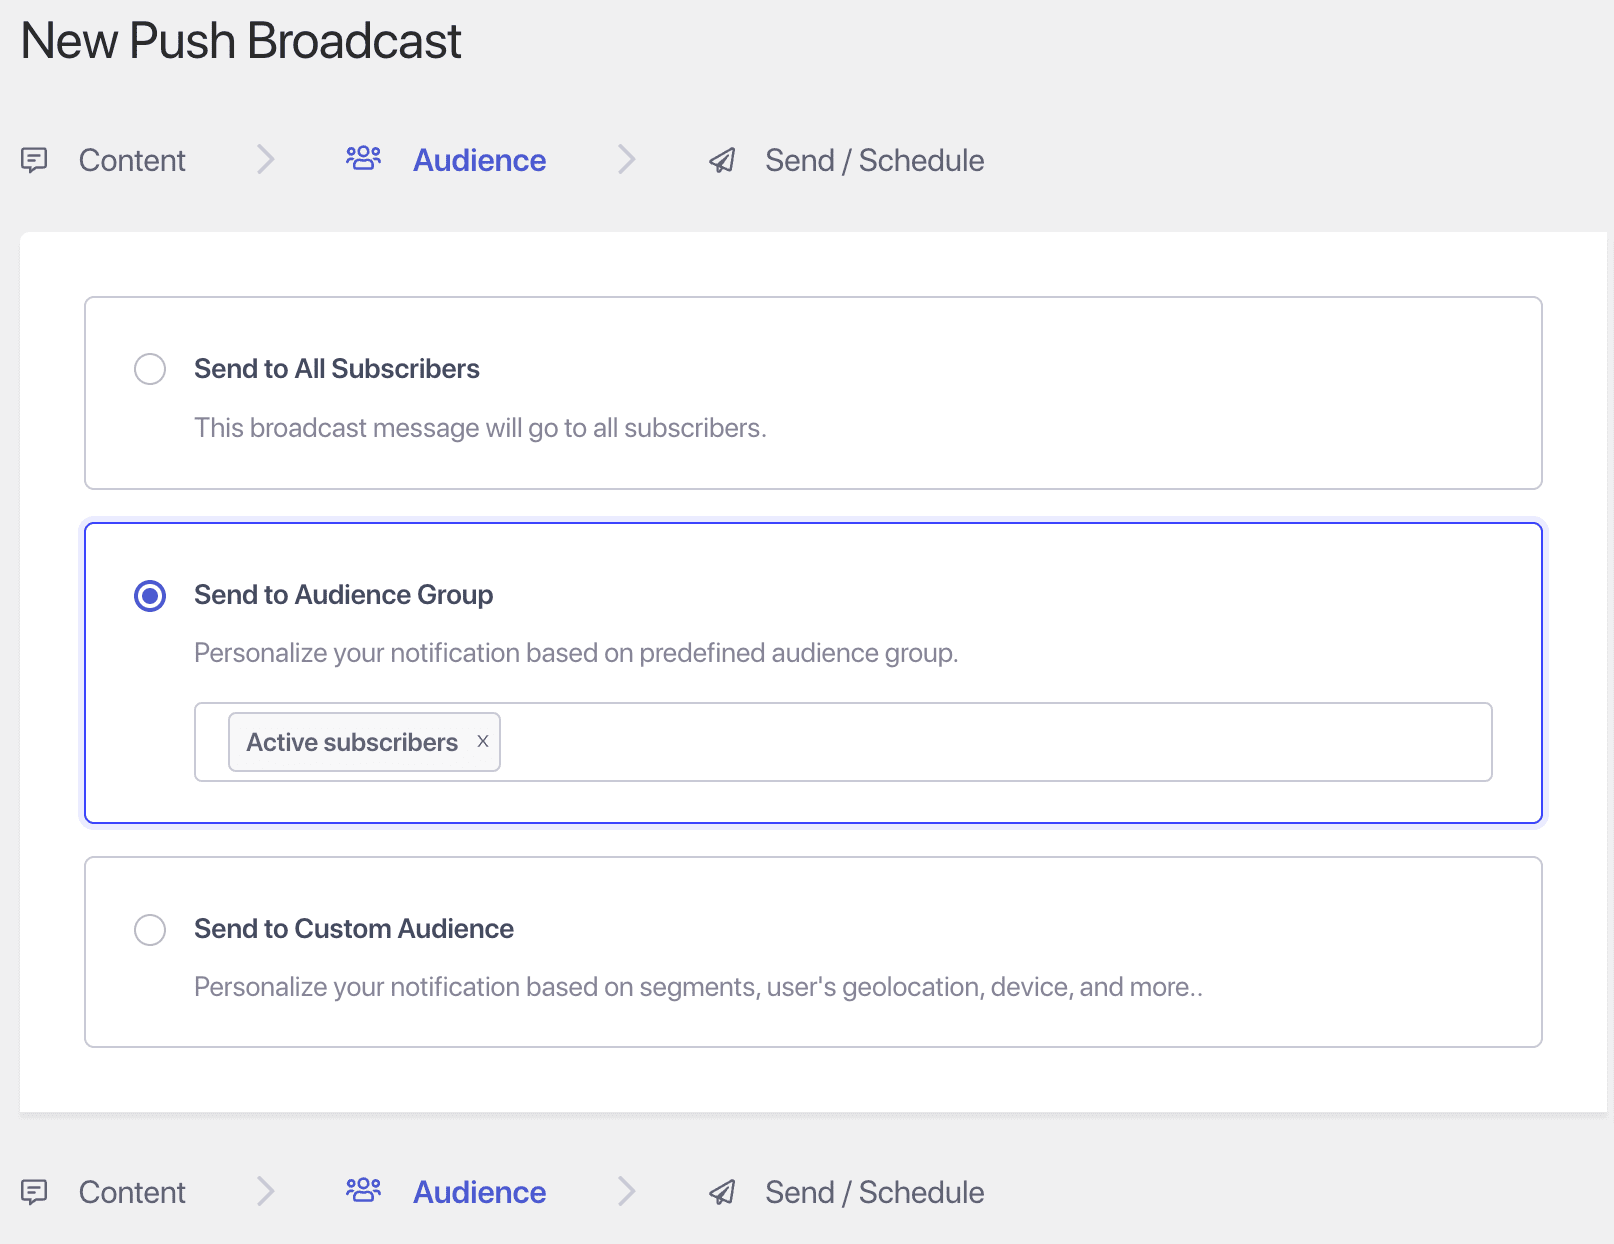 New Push Broadcast
Content > Audience > Send / Schedule
Send to All Subscribers
This broadcast message will go to all subscribers.
Send to Audience Group
Personalize your notification based on predefined audience group.
Active subscribers x
Send to Custom Audience
Personalize your notification based on segments, user's geolocation, device, and more..
Content > Audience > Send / Schedule